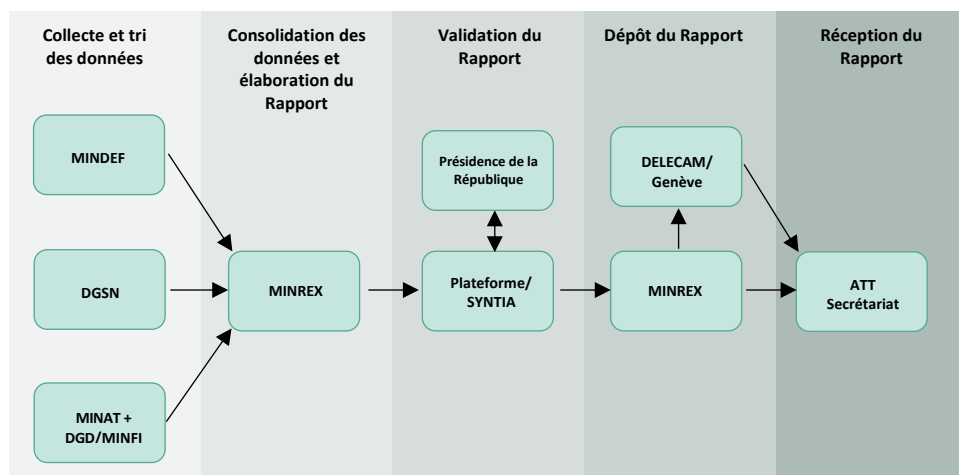 Collecte et tri
des données
Consolidation des
données et
élaboration du
Rapport
Validation du
Rapport
Dépôt du Rapport
Réception du
Rapport
MINDEF
DGSN
MINAT +
DGD/MINFI
MINREX
Présidence de la
République
Plateforme/
SYNTIA
DELECAM/
Genève
MINREX
ATT
Secrétariat